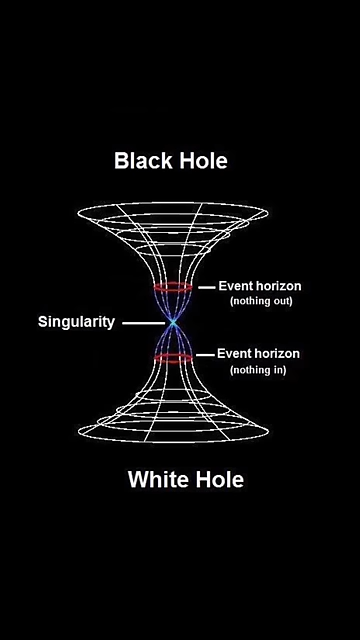 Black Hole
Event horizon
(nothing out)
Singularity
Event horizon
(nothing in)
White Hole